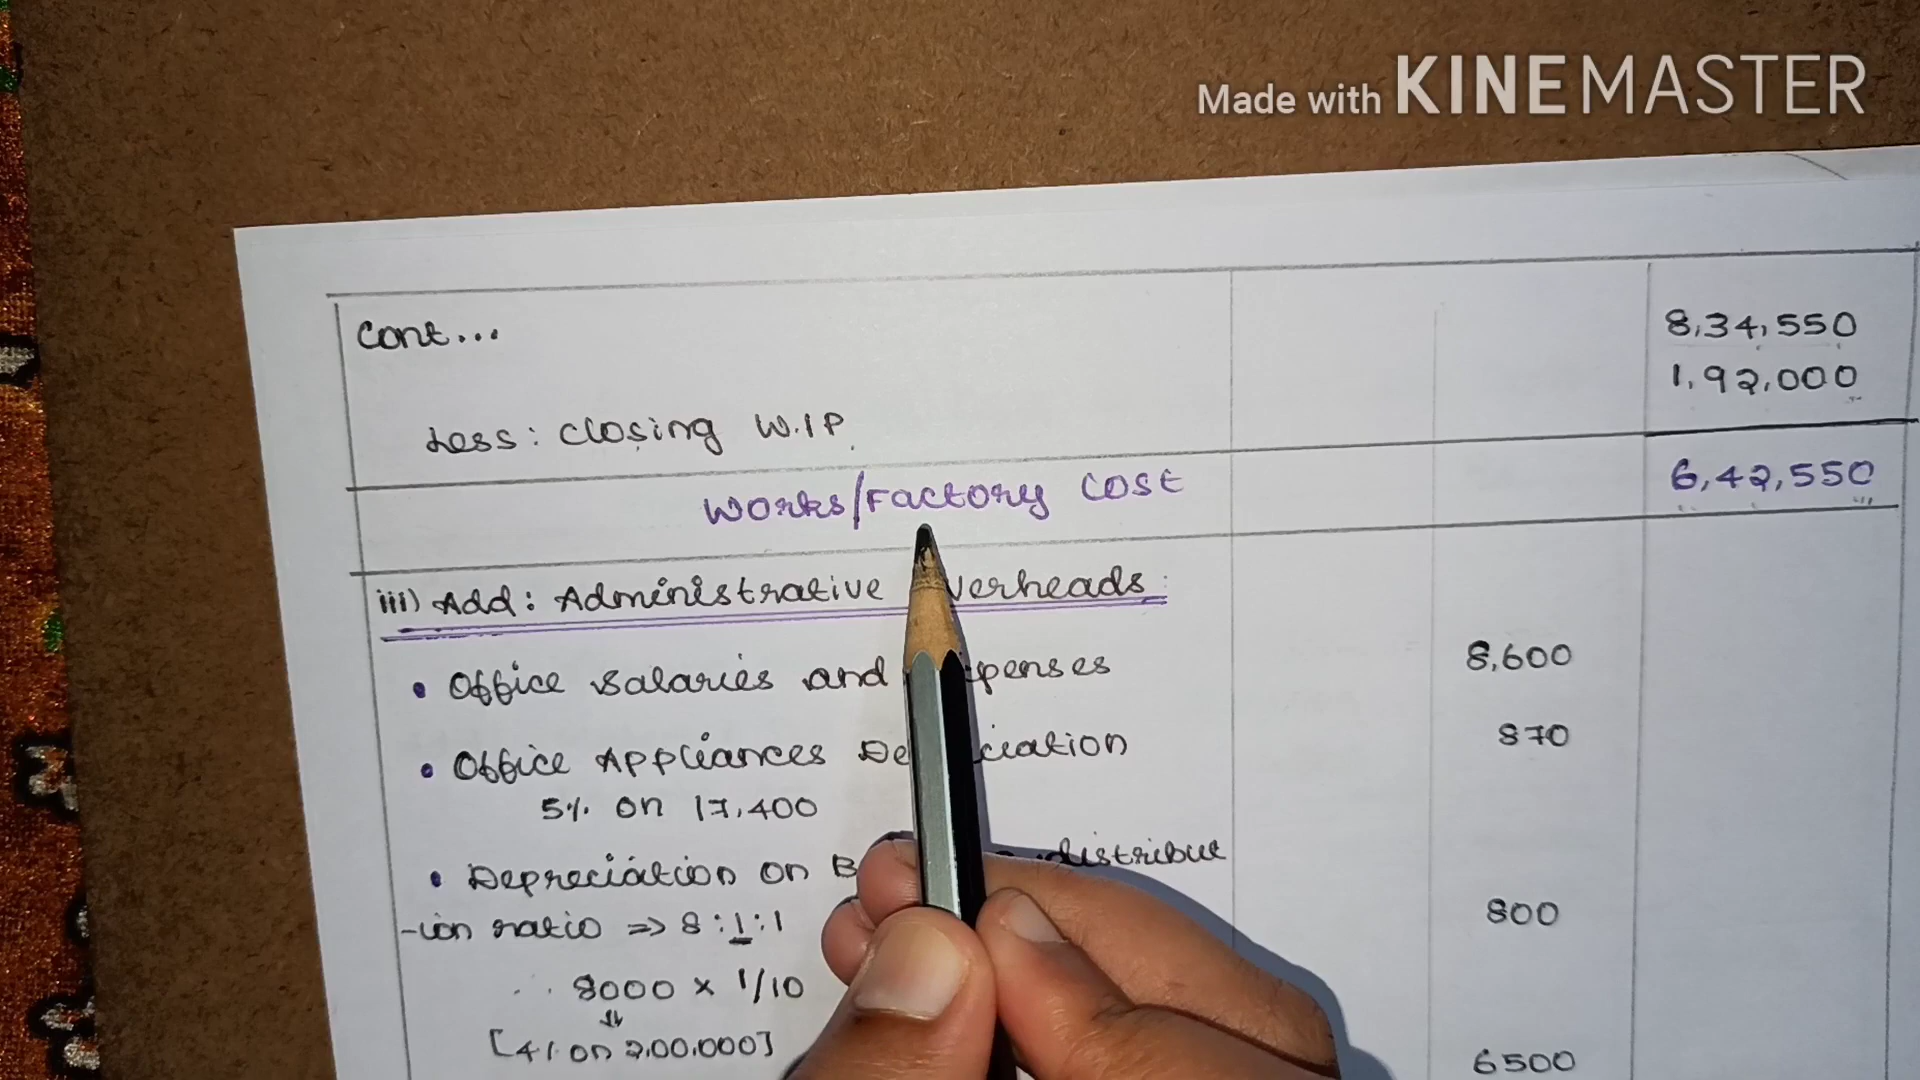 Made with KINEMASTER
Cont...
8,34,550
1,92,000
Less: Closing W.I.P.
Works/Factory Cost 6,42,550
iii) Add: Administrative verheads:
• Office Salaries and penses 8,600
• Office Appliances De ciation 870
5% on 17,400
• Depreciation on B distribut
-ion ratio => 8:1:1 800
8000 x 1/10
[4% on 2,00,000]
6500